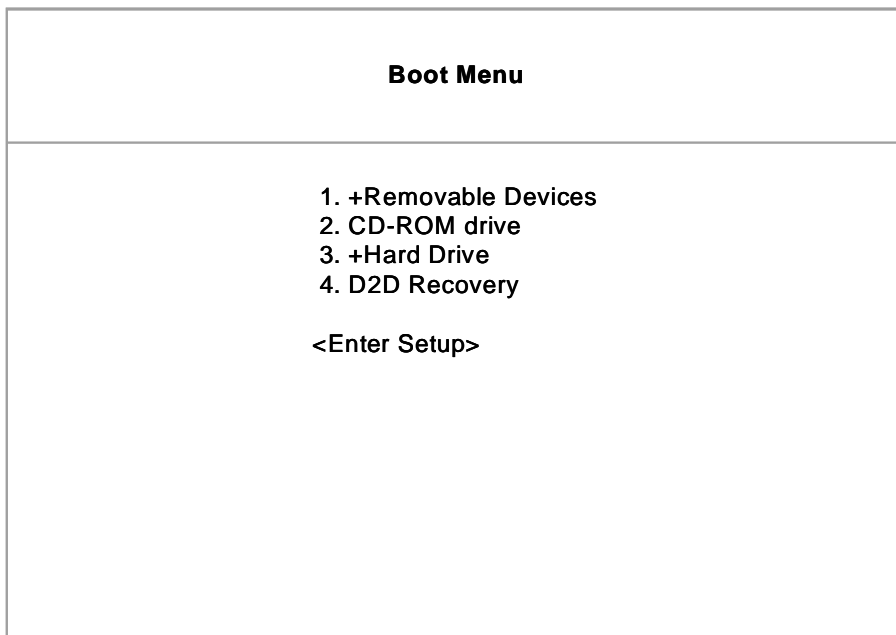 Boot Menu
1. +Removable Devices
2. CD-ROM drive
3. +Hard Drive
4. D2D Recovery
<Enter Setup>